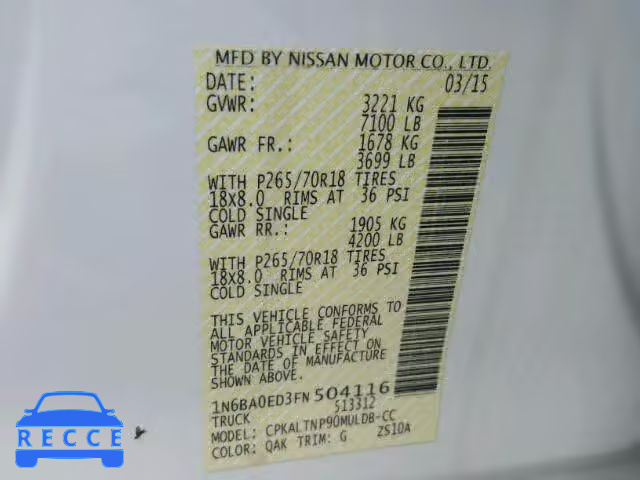 MFD BY NISSAN MOTOR CO., LTD.
DATE: 03/15
GVWR: 3221 KG
7100 LB
GAWR FR.: 1678 KG
3699 LB
WITH P265/70R18 TIRES
18x8.0 RIMS AT 36 PSI
COLD SINGLE
GAWR RR.: 1905 KG
4200 LB
WITH P265/70R18 TIRES
18x8.0 RIMS AT 36 PSI
COLD SINGLE
THIS VEHICLE CONFORMS TO
ALL APPLICABLE FEDERAL
MOTOR VEHICLE SAFETY
STANDARDS IN EFFECT ON
THE DATE OF MANUFACTURE
SHOWN ABOVE.
1N6BA0ED3FN504116
TRUCK 513312
MODEL: CPKALTNP90MULDB-CC
COLOR: QAK TRIM: G ZS10A
RECCE